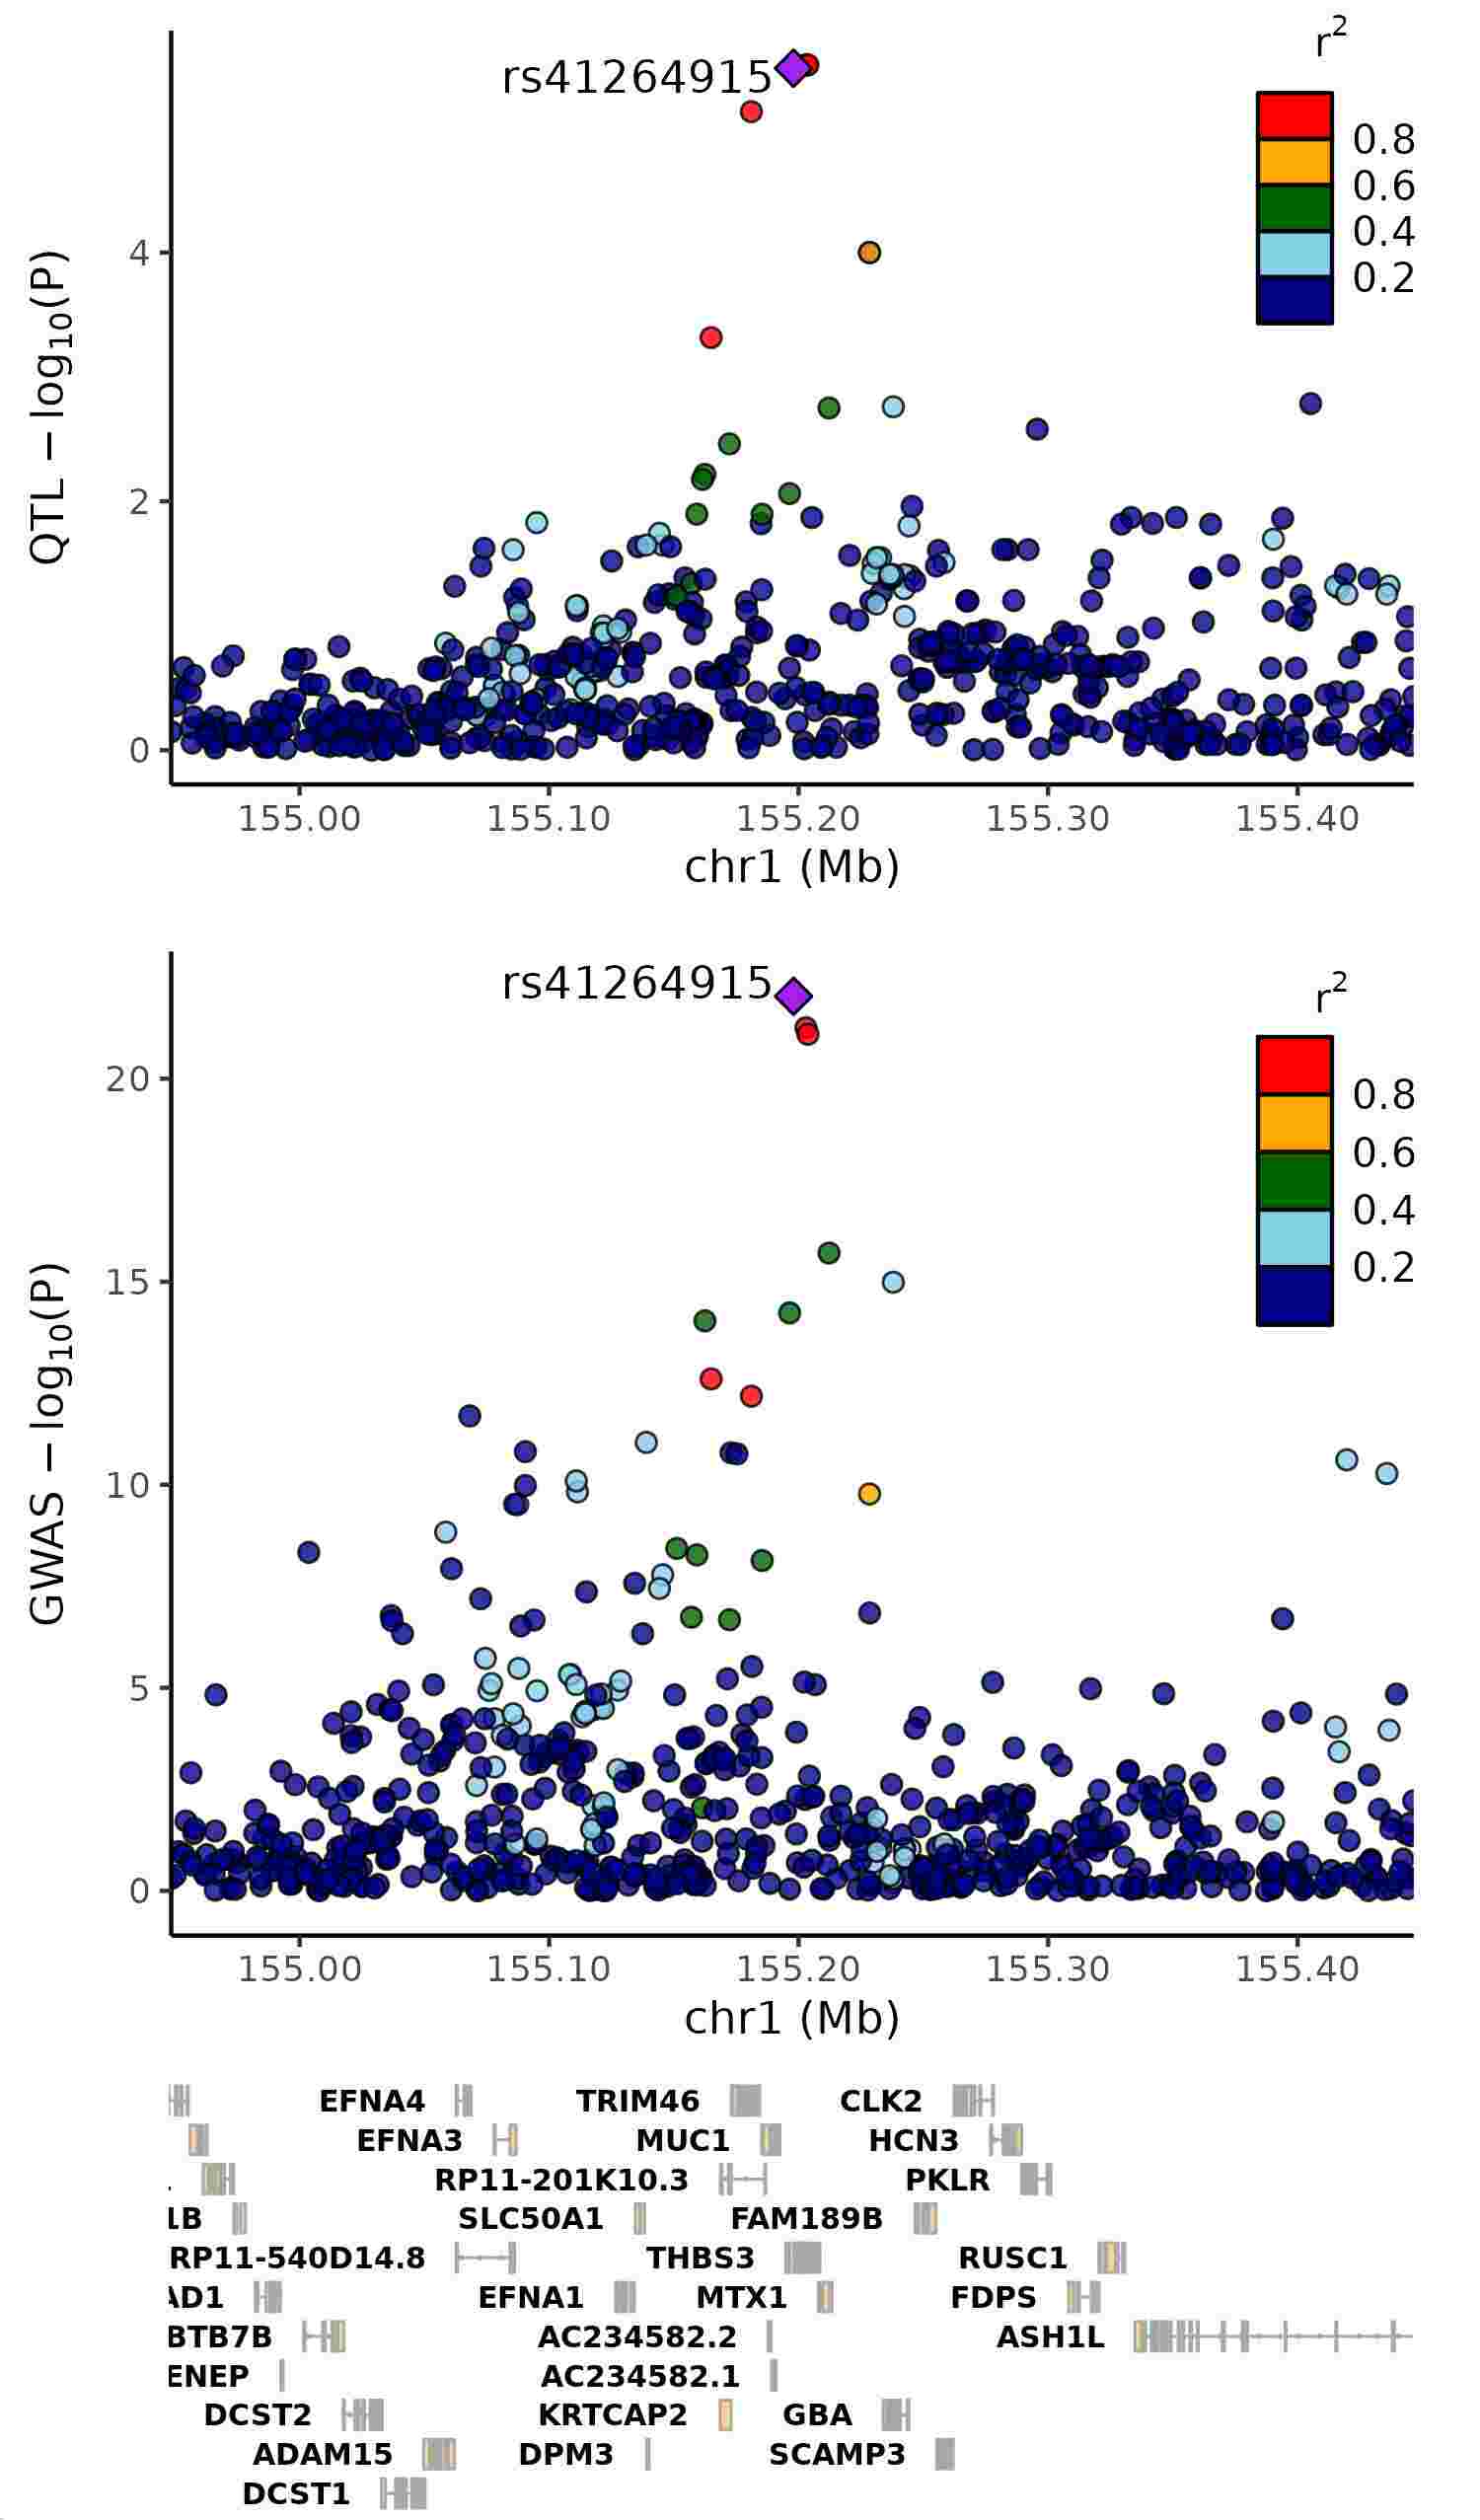 r2
rs41264915
0.8
0.6
0.4
0.2
4
2
0
QTL − log10(P)
155.00 155.10 155.20 155.30 155.40
chr1 (Mb)
r2
rs41264915
0.8
0.6
0.4
0.2
20
15
10
5
0
GWAS − log10(P)
155.00 155.10 155.20 155.30 155.40
chr1 (Mb)
EFNA4 TRIM46 CLK2
EFNA3 MUC1 HCN3
RP11-201K10.3 PKLR
LB SLC50A1 FAM189B
RP11-540D14.8 THBS3 RUSC1
AD1 EFNA1 MTX1 FDPS
BTB7B AC234582.2 ASH1L
ENEP AC234582.1
DCST2 KRTCAP2 GBA
ADAM15 DPM3 SCAMP3
DCST1